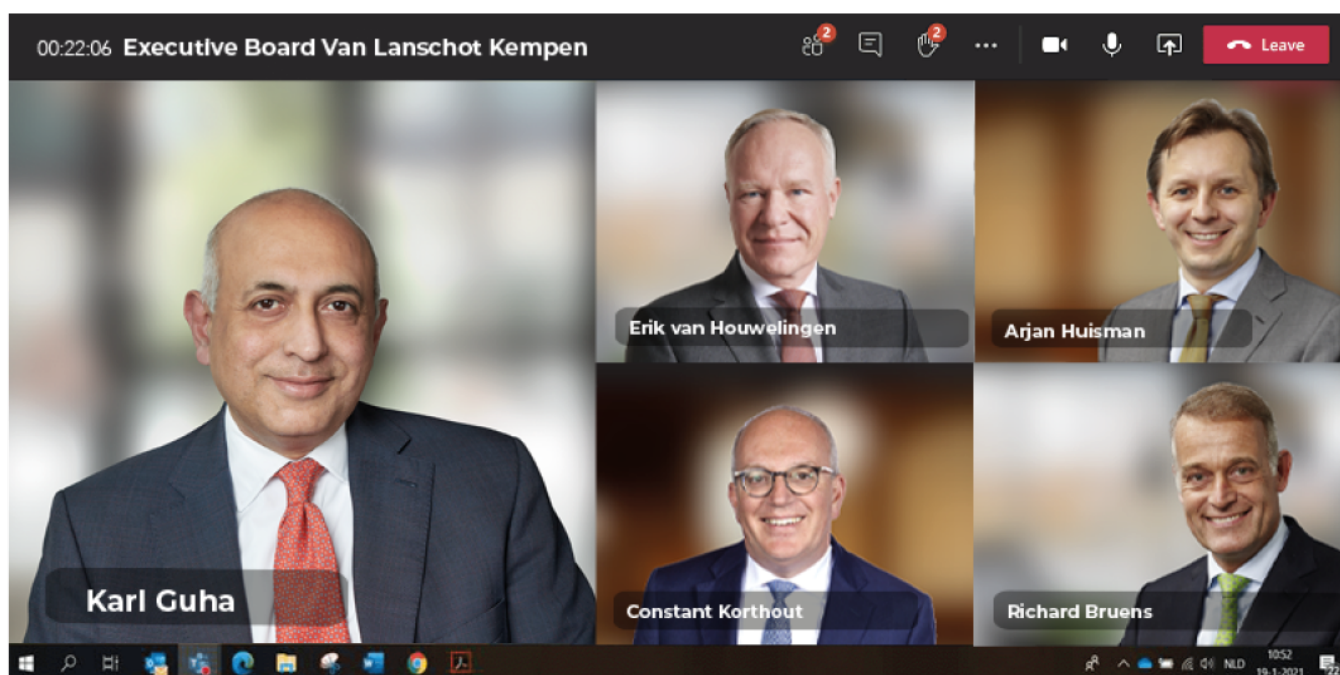 00:22:06 Executive Board Van Lanschot Kempen
2
2
Leave
Erik van Houwelingen
Arjan Huisman
Karl Guha
Constant Korthout
Richard Bruens
NLD
10:52
19-1-2021
22